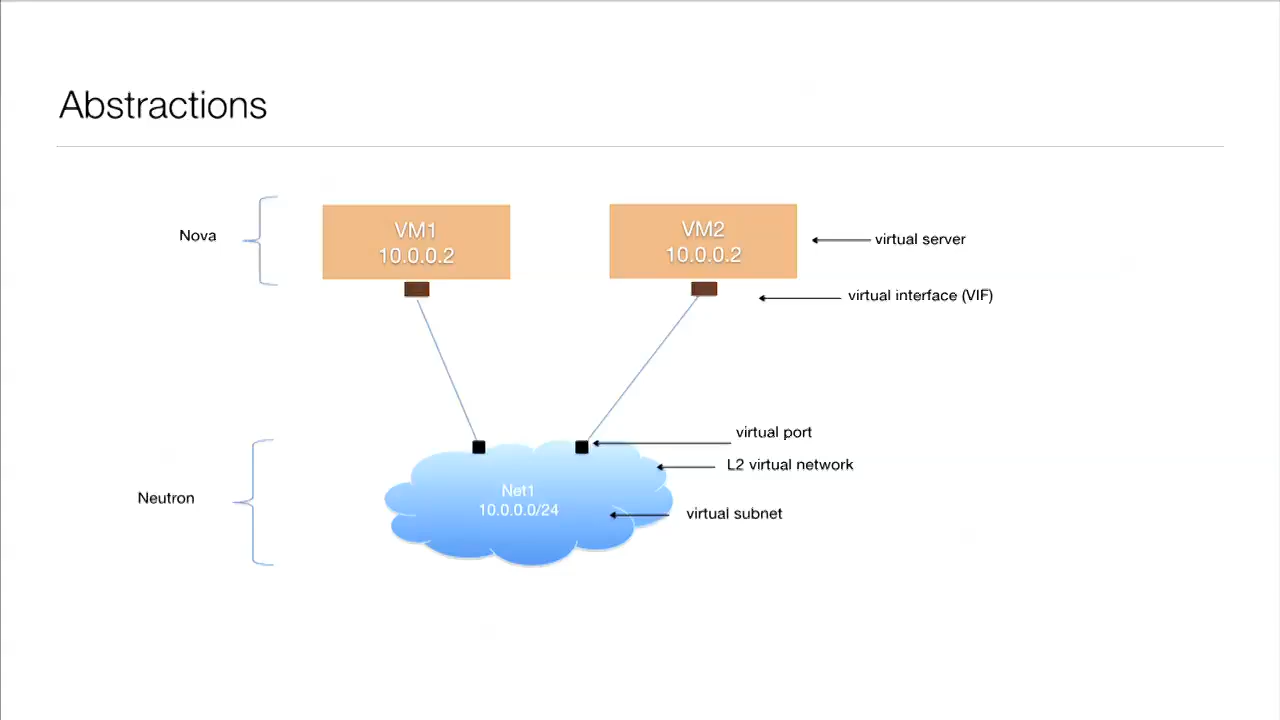 Abstractions
Nova
VM1
10.0.0.2
VM2
10.0.0.2
virtual server
virtual interface (VIF)
virtual port
L2 virtual network
Neutron
Net1
10.0.0.0/24
virtual subnet